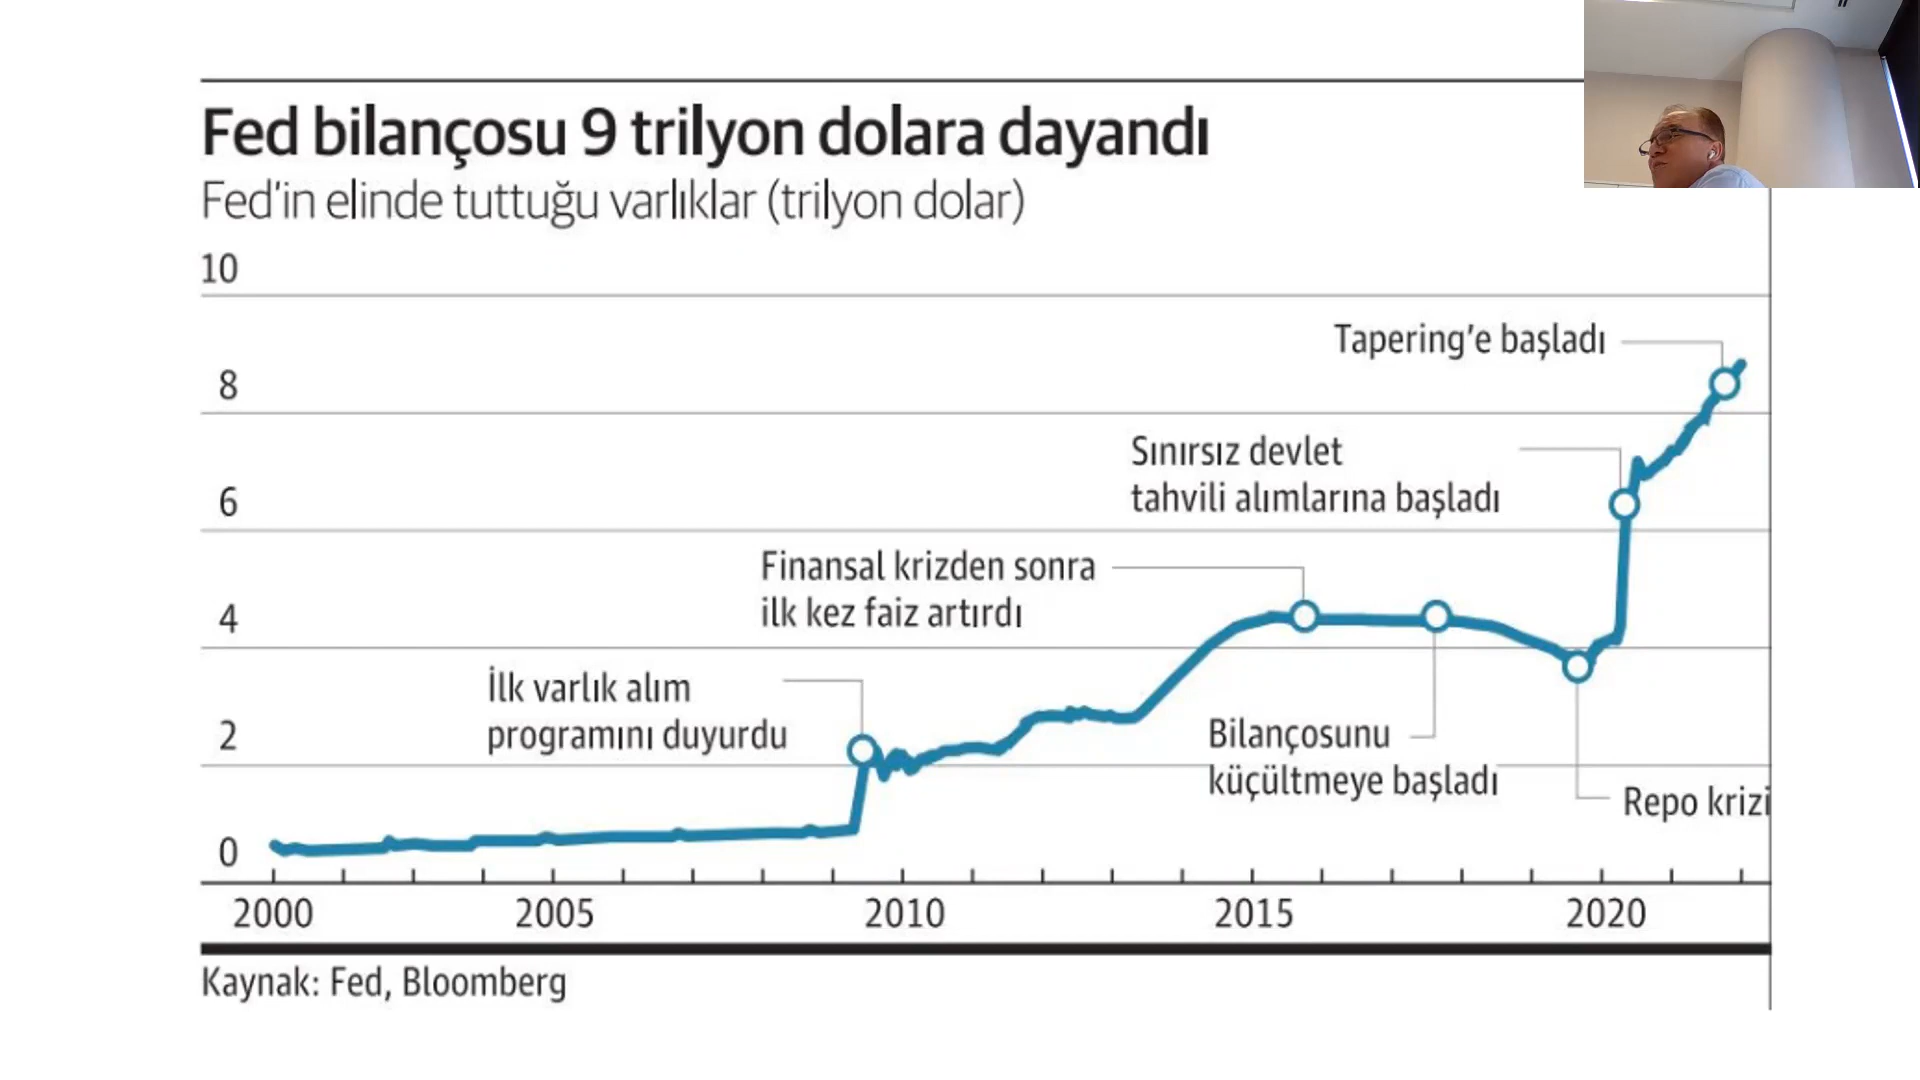 Fed bilançosu 9 trilyon dolara dayandı
Fed'in elinde tuttuğu varlıklar (trilyon dolar)
10
Tapering'e başladı
8
Sınırsız devlet
tahvili alımlarına başladı
6
Finansal krizden sonra
ilk kez faiz artırdı
4
İlk varlık alım
programını duyurdu
2
Bilançosunu
küçültmeye başladı
Repo krizi
0
2000 2005 2010 2015 2020
Kaynak: Fed, Bloomberg